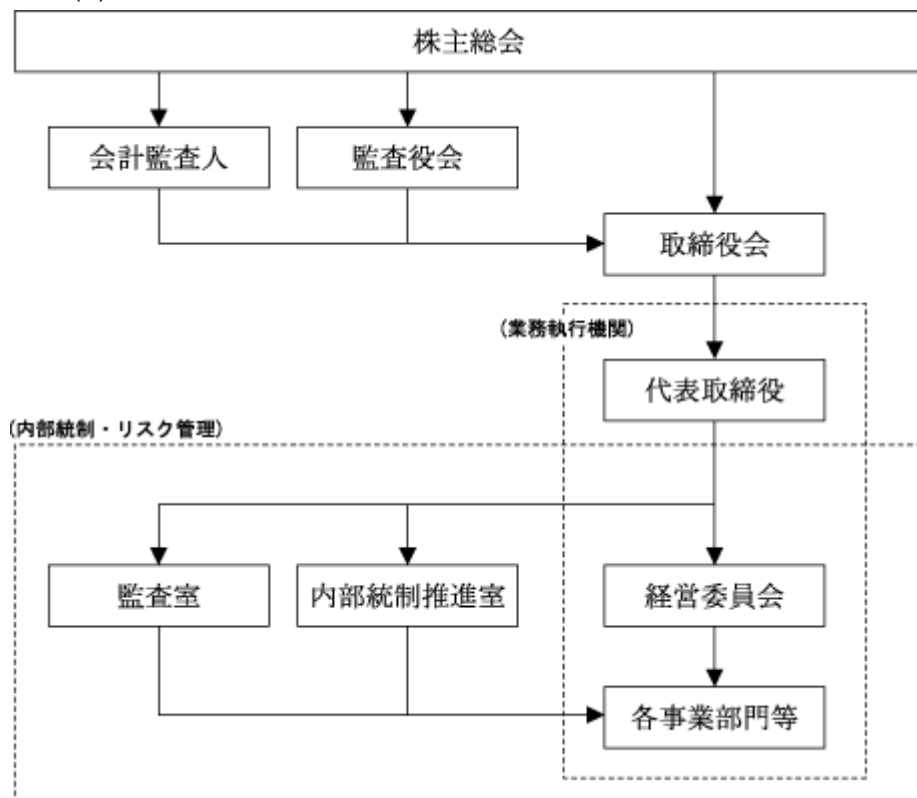 株主総会
会計監査人
監査役会
取締役会
(業務執行機関)
代表取締役
(内部統制・リスク管理)
監査室
内部統制推進室
経営委員会
各事業部門等